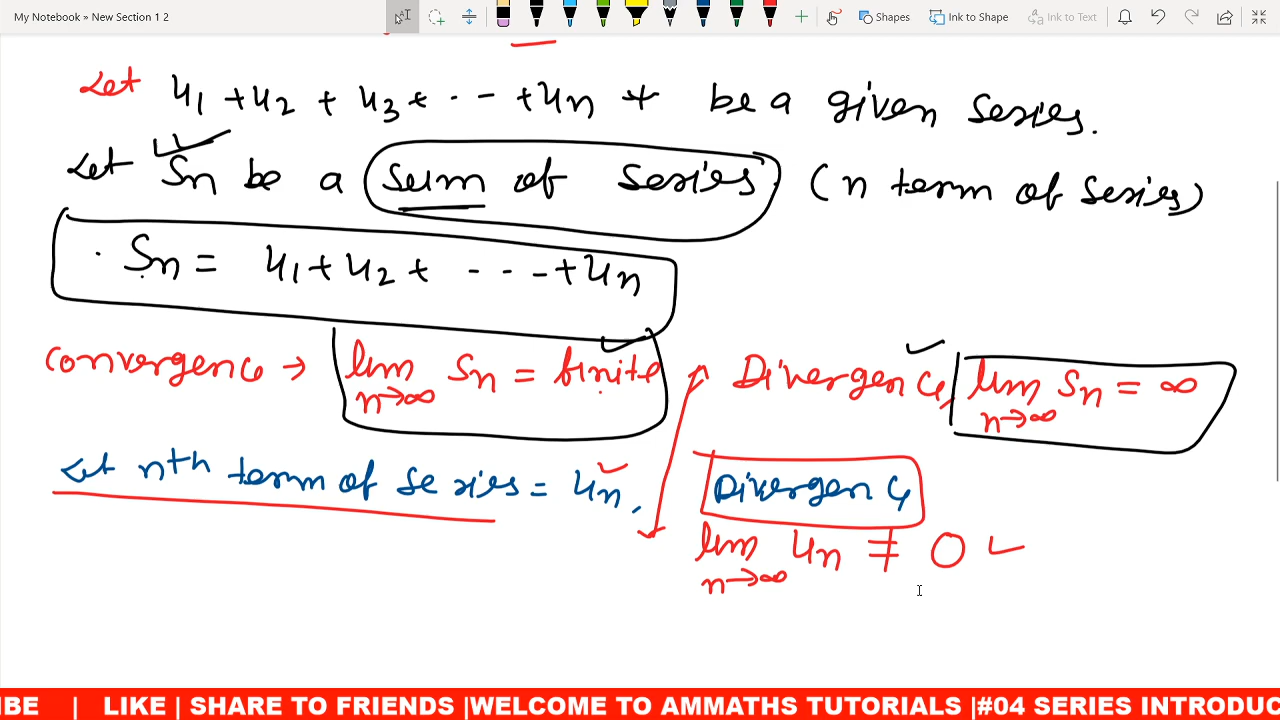 My Notebook » New Section 1 2
Shapes
Ink to Shape
Ink to Text
Let u1 + u2 + u3 + .. - + un + be a given series.
Let Sn be a sum of series (n term of series)
. Sn = u1 + u2 + - - - - + un
convergence → lim n→∞ Sn = finite
Divergence, lim n→∞ Sn = ∞
Let nth term of series = un,
Divergence
lim n→∞ un ≠ 0
BE | LIKE | SHARE TO FRIENDS |WELCOME TO AMMATHS TUTORIALS |#04 SERIES INTRODUC